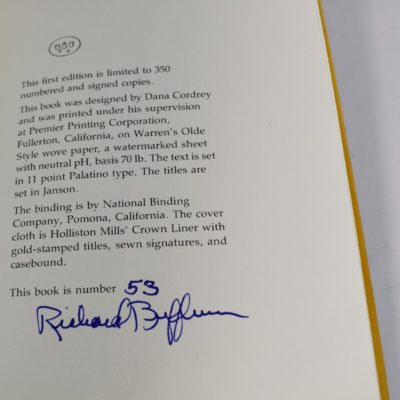 This first edition is limited to 350
numbered and signed copies.
This book was designed by Dana Cordrey
and was printed under his supervision
at Premier Printing Corporation,
Fullerton, California, on Warren's Olde
Style wove paper, a watermarked sheet
with neutral pH, basis 70 lb. The text is set
in 11 point Palatino type. The titles are
set in Janson.
The binding is by National Binding
Company, Pomona, California. The cover
cloth is Holliston Mills' Crown Liner with
gold-stamped titles, sewn signatures, and
casebound.
This book is number 53
Richard Buffum